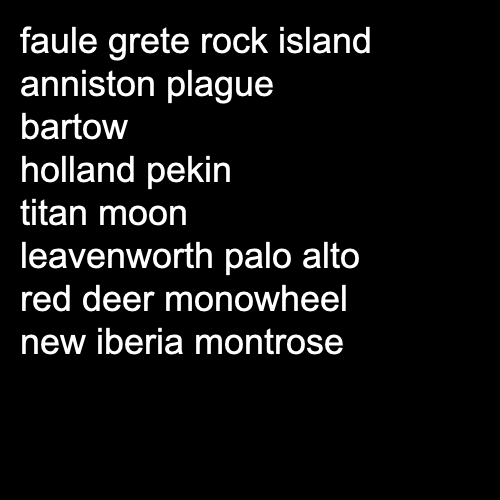 faule grete rock island
anniston plague
bartow
holland pekin
titan moon
leavenworth palo alto
red deer monowheel
new iberia montrose